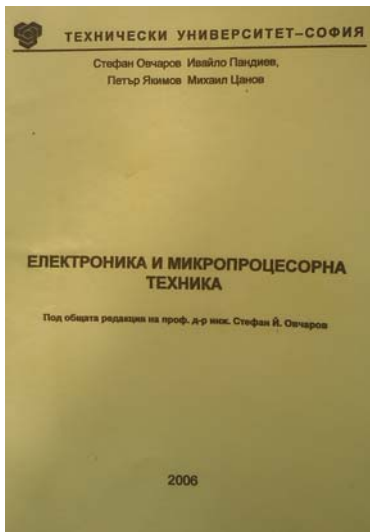 ТЕХНИЧЕСКИ УНИВЕРСИТЕТ–СОФИЯ
Стефан Овчаров Ивайло Пандиев,
Петър Якимов Михаил Цанов
ЕЛЕКТРОНИКА И МИКРОПРОЦЕСОРНА
ТЕХНИКА
Под общата редакция на проф. д-р инж. Стефан Й. Овчаров
2006